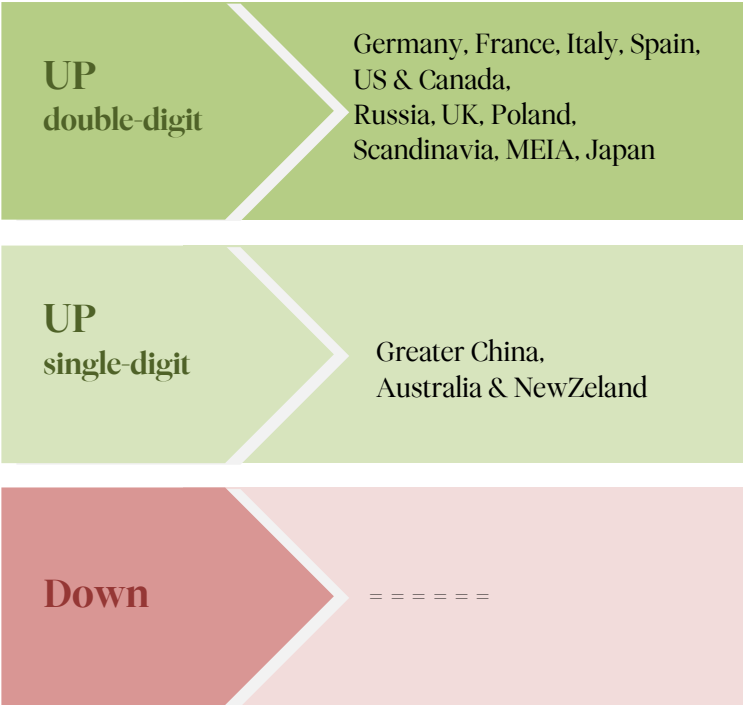 UP
double-digit
Germany, France, Italy, Spain,
US & Canada,
Russia, UK, Poland,
Scandinavia, MEIA, Japan
UP
single-digit
Greater China,
Australia & NewZeland
Down
= = = = = =